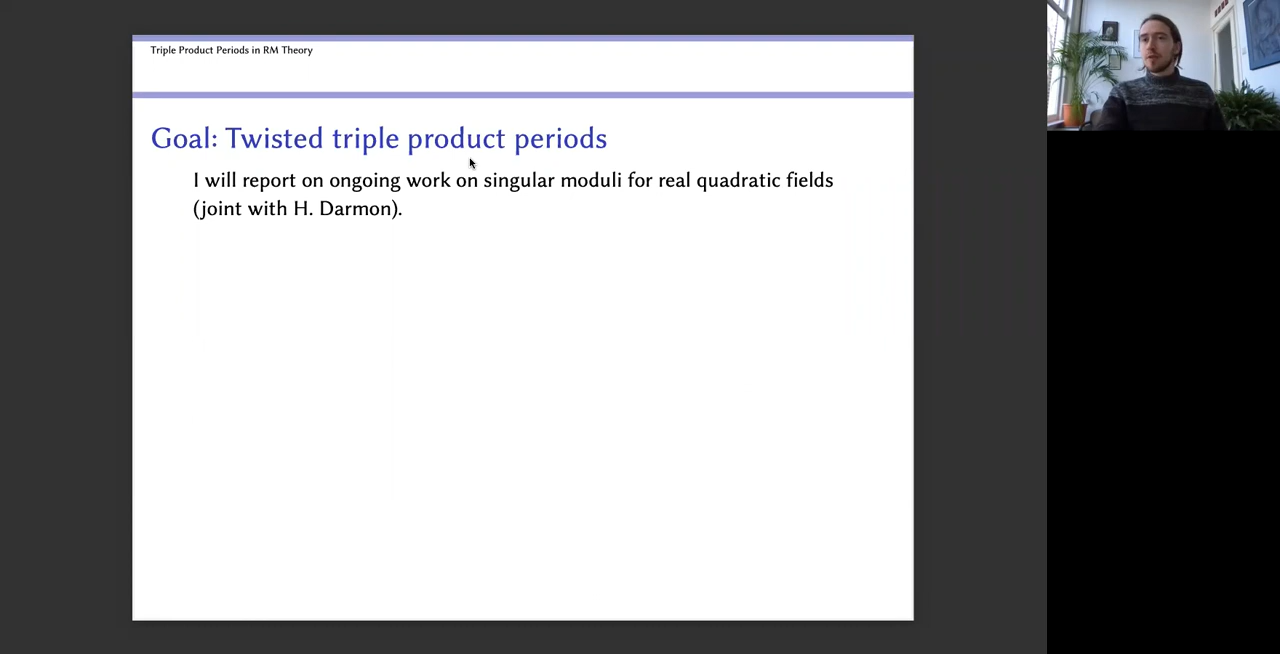 Triple Product Periods in RM Theory
Goal: Twisted triple product periods
I will report on ongoing work on singular moduli for real quadratic fields
(joint with H. Darmon).